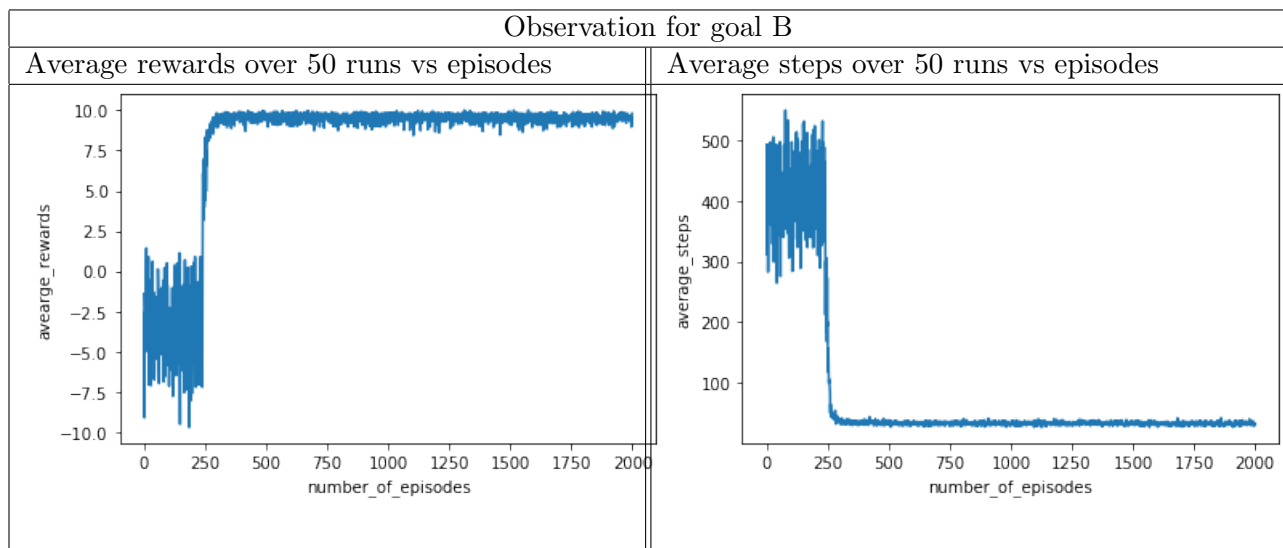 Observation for goal B
Average rewards over 50 runs vs episodes
Average steps over 50 runs vs episodes
10.0
7.5
5.0
2.5
0.0
−2.5
−5.0
−7.5
−10.0
avearge_rewards
0 250 500 750 1000 1250 1500 1750 2000
number_of_episodes
500
400
300
200
100
average_steps
0 250 500 750 1000 1250 1500 1750 2000
number_of_episodes